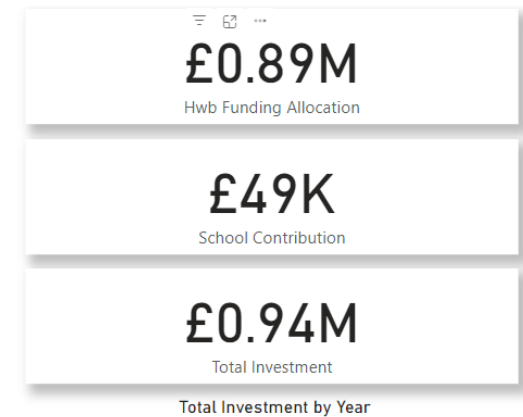 £0.89M
Hwb Funding Allocation
£49K
School Contribution
£0.94M
Total Investment
Total Investment by Year